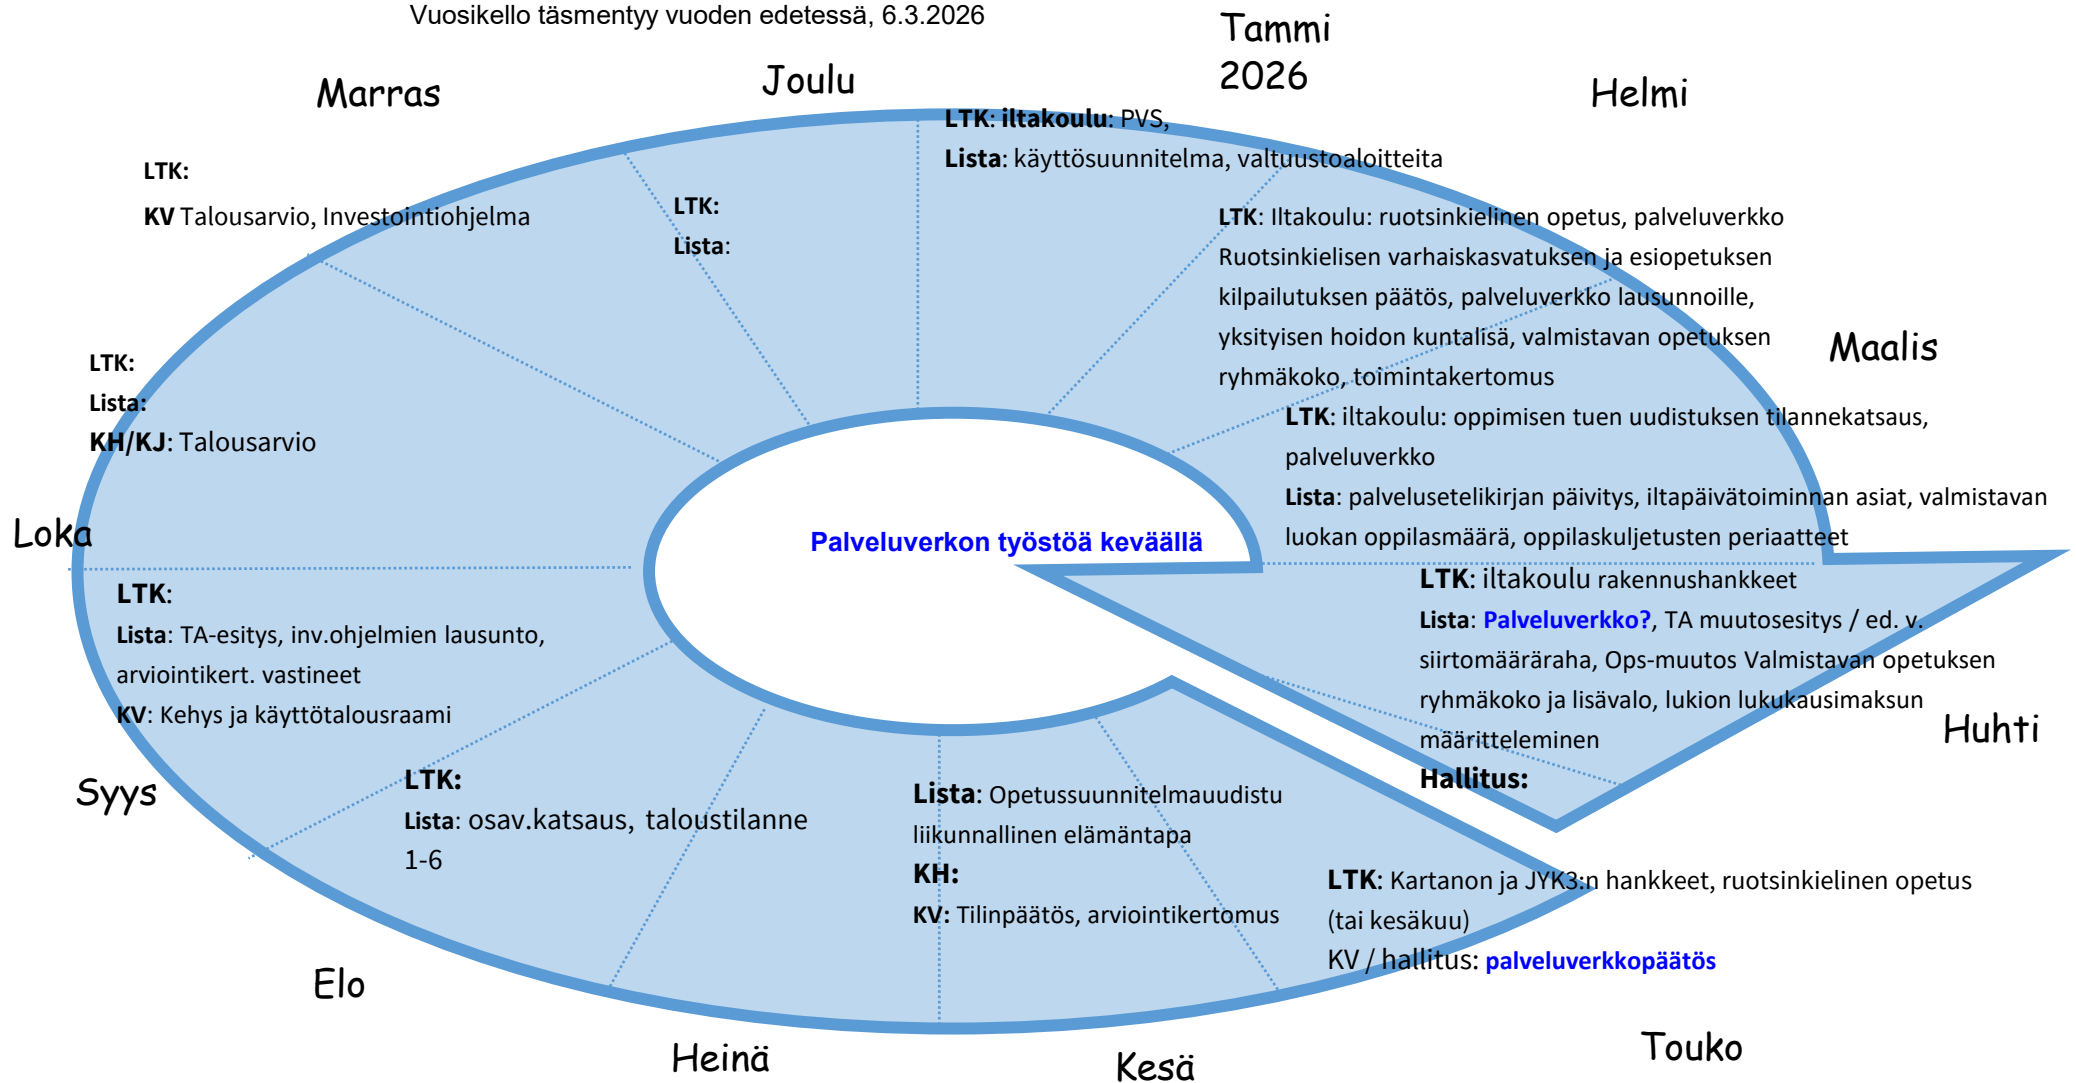 Vuosikello täsmentyy vuoden edetessä, 6.3.2026
Tammi
2026
Helmi
Maalis
Huhti
Touko
Kesä
Heinä
Elo
Syys
Loka
Marras
Joulu
LTK: iltakoulu: PVS,
Lista: käyttösuunnitelma, valtuustoaloitteita
LTK: Iltakoulu: ruotsinkielinen opetus, palveluverkko
Ruotsinkielisen varhaiskasvatuksen ja esiopetuksen
kilpailutuksen päätös, palveluverkko lausunnoille,
yksityisen hoidon kuntalisä, valmistavan opetuksen
ryhmäkoko, toimintakertomus
LTK: iltakoulu: oppimisen tuen uudistuksen tilannekatsaus,
palveluverkko
Lista: palvelusetelikirjan päivitys, iltapäivätoiminnan asiat, valmistavan
luokan oppilasmäärä, oppilaskuljetusten periaatteet
LTK: iltakoulu rakennushankkeet
Lista: Palveluverkko?, TA muutosesitys / ed. v.
siirtomääräraha, Ops-muutos Valmistavan opetuksen
ryhmäkoko ja lisävalo, lukion lukukausimaksun
määritteleminen
Hallitus:
LTK: Kartanon ja JYK3:n hankkeet, ruotsinkielinen opetus
(tai kesäkuu)
KV / hallitus: palveluverkkopäätös
Lista: Opetussuunnitelmauudistu
liikunnallinen elämäntapa
KH:
KV: Tilinpäätös, arviointikertomus
LTK:
Lista: osav.katsaus, taloustilanne
1-6
LTK:
Lista: TA-esitys, inv.ohjelmien lausunto,
arviointikert. vastineet
KV: Kehys ja käyttötalousraami
LTK:
Lista:
KH/KJ: Talousarvio
LTK:
KV Talousarvio, Investointiohjelma
LTK:
Lista:
Palveluverkon työstöä keväällä